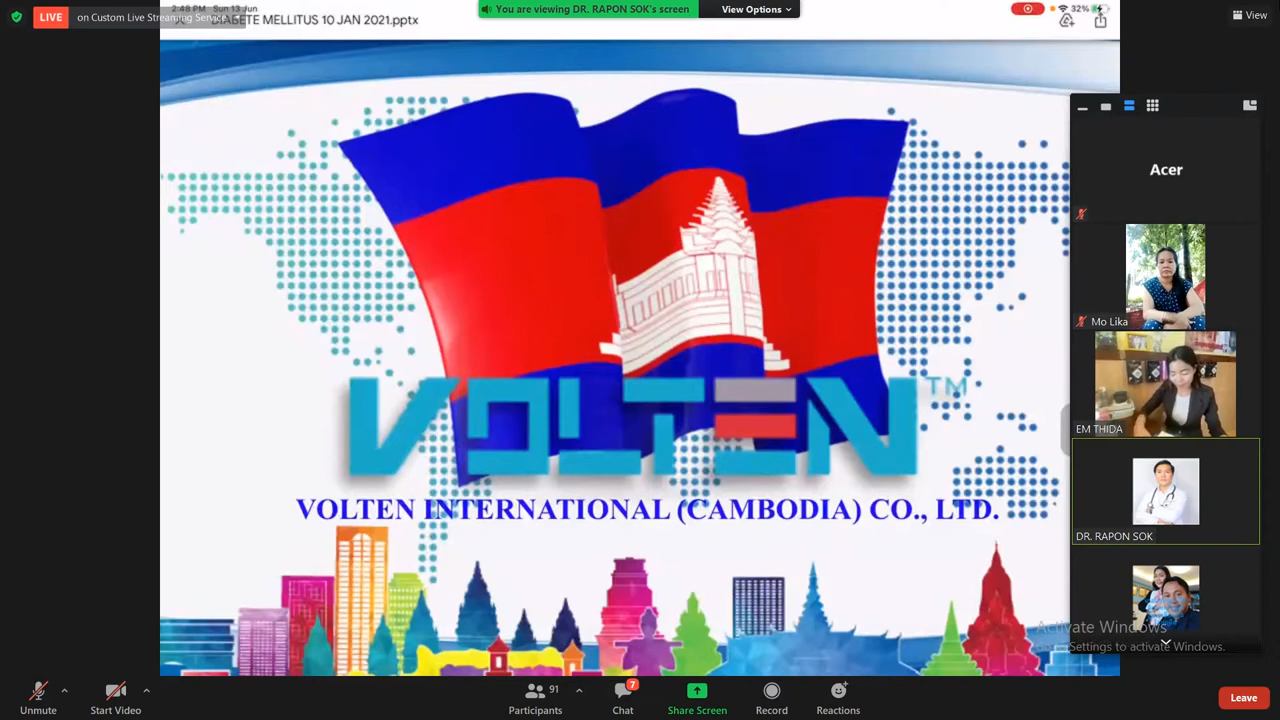 2:48 PM Sun 13 Jun
You are viewing DR. RAPON SOK's screen
View Options
32%
LIVE
on Custom Live Streaming Service
DIABETE MELLITUS 10 JAN 2021.pptx
View
Acer
Mo Lika
EM THIDA
VOLTEN™
VOLTEN INTERNATIONAL (CAMBODIA) CO., LTD.
DR. RAPON SOK
Activate Windows
Settings to activate Windows.
Unmute
Start Video
91
Participants
7
Chat
Share Screen
Record
Reactions
Leave